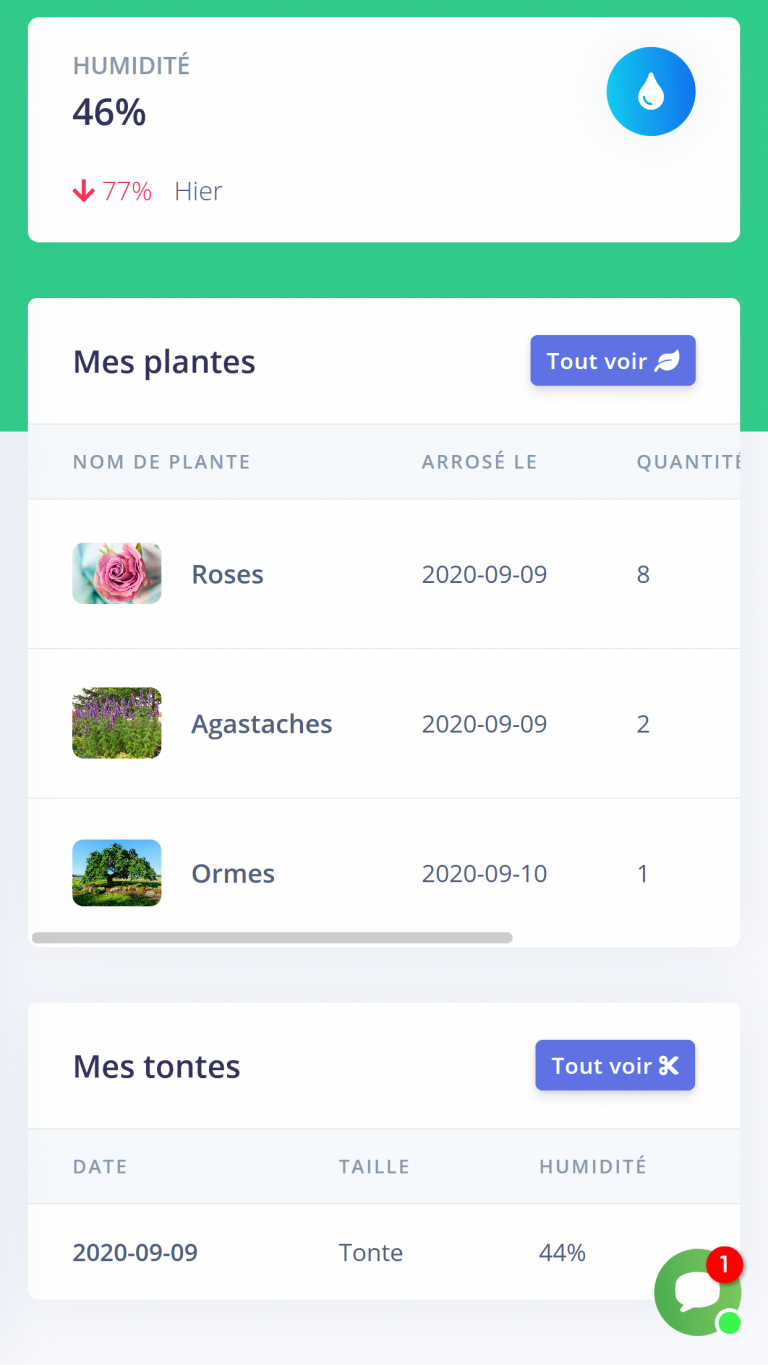 HUMIDITÉ
46%
77% Hier
Mes plantes
Tout voir
NOM DE PLANTE ARROSÉ LE QUANTITÉ
Roses 2020-09-09 8
Agastaches 2020-09-09 2
Ormes 2020-09-10 1
Mes tontes
Tout voir
DATE TAILLE HUMIDITÉ
2020-09-09 Tonte 44%
1